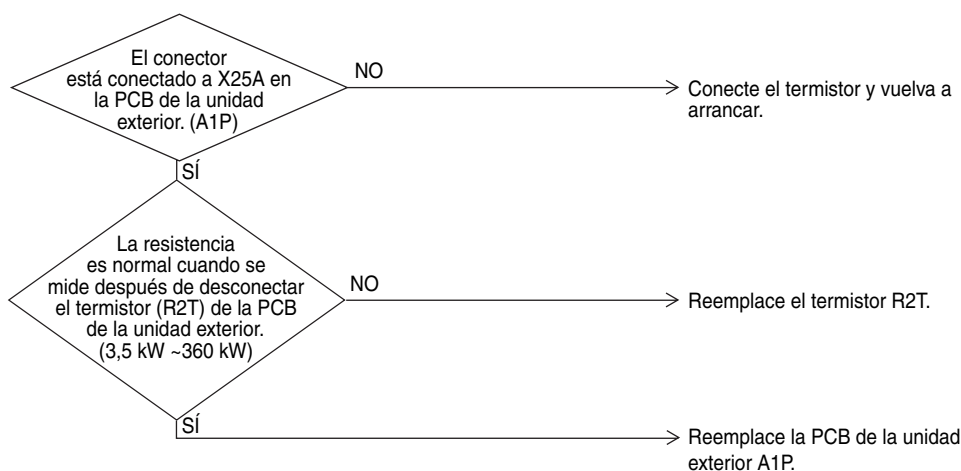 El conector
está conectado a X25A en
la PCB de la unidad
exterior. (A1P)
NO
Conecte el termistor y vuelva a
arrancar.
SÍ
La resistencia
es normal cuando se
mide después de desconectar
el termistor (R2T) de la PCB
de la unidad exterior.
(3,5 kW ~360 kW)
NO
Reemplace el termistor R2T.
SÍ
Reemplace la PCB de la unidad
exterior A1P.